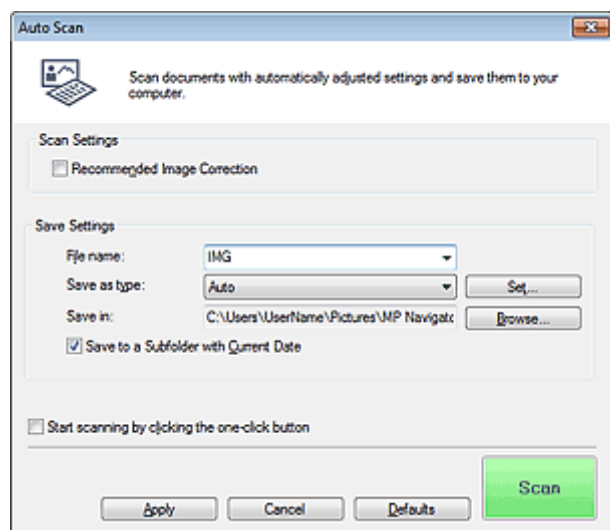 Auto Scan
Scan documents with automatically adjusted settings and save them to your
computer.
Scan Settings
Recommended Image Correction
Save Settings
File name:
IMG
Save as type:
Auto
Set...
Save in:
C:\Users\UserName\Pictures\MP Navigatc
Browse...
Save to a Subfolder with Current Date
Start scanning by clicking the one-click button
Scan
Apply
Cancel
Defaults